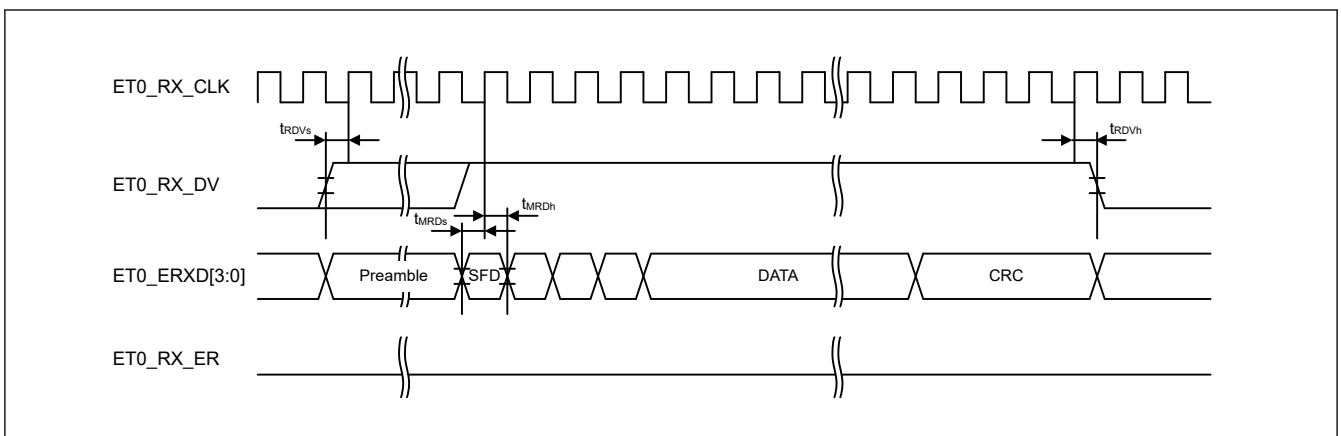 ET0_RX_CLK
tRDVs
tRDVh
ET0_RX_DV
tMRDs
tMRDh
ET0_ERXD[3:0]
Preamble
SFD
DATA
CRC
ET0_RX_ER